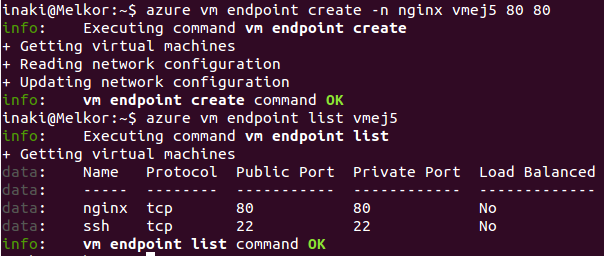 inaki@Melkor:~$ azure vm endpoint create -n nginx vmej5 80 80
info:    Executing command vm endpoint create
+ Getting virtual machines
+ Reading network configuration
+ Updating network configuration
info:    vm endpoint create command OK
inaki@Melkor:~$ azure vm endpoint list vmej5
info:    Executing command vm endpoint list
+ Getting virtual machines
data:    Name   Protocol  Public Port  Private Port  Load Balanced
data:    -----  --------  -----------  ------------  -------------
data:    nginx  tcp       80           80            No
data:    ssh    tcp       22           22            No
info:    vm endpoint list command OK